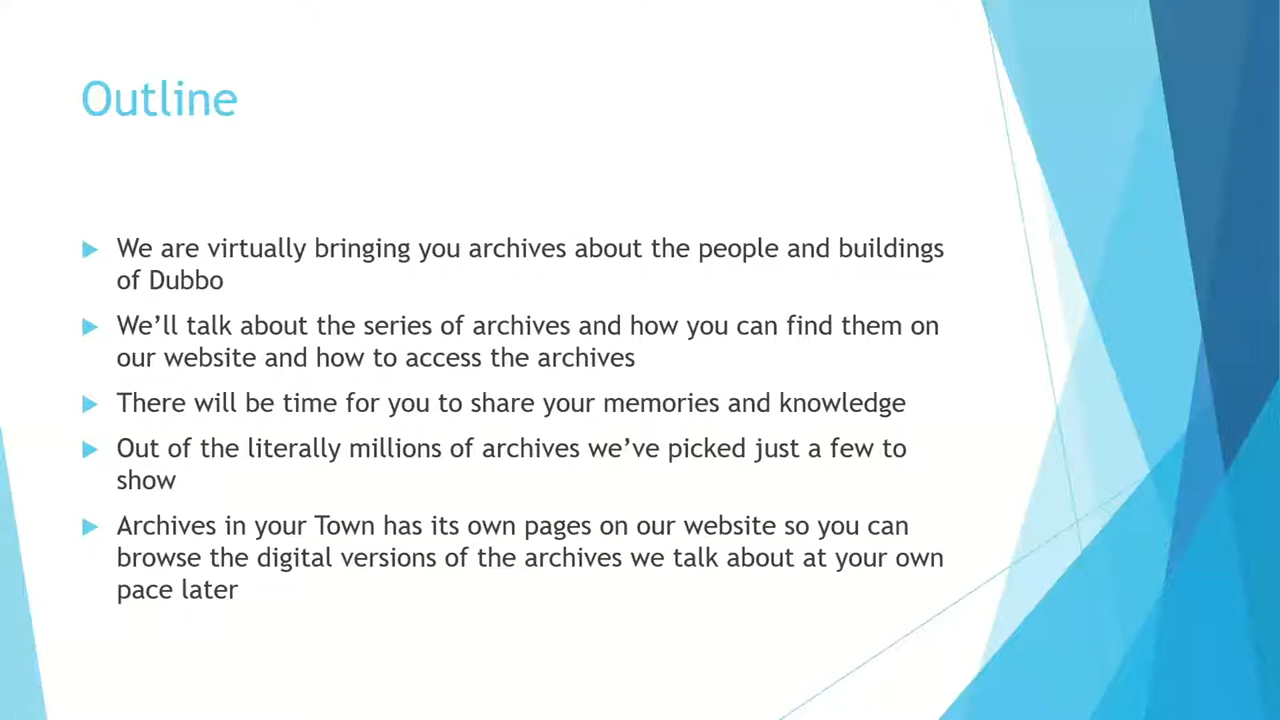 Outline
We are virtually bringing you archives about the people and buildings
of Dubbo
We’ll talk about the series of archives and how you can find them on
our website and how to access the archives
There will be time for you to share your memories and knowledge
Out of the literally millions of archives we’ve picked just a few to
show
Archives in your Town has its own pages on our website so you can
browse the digital versions of the archives we talk about at your own
pace later